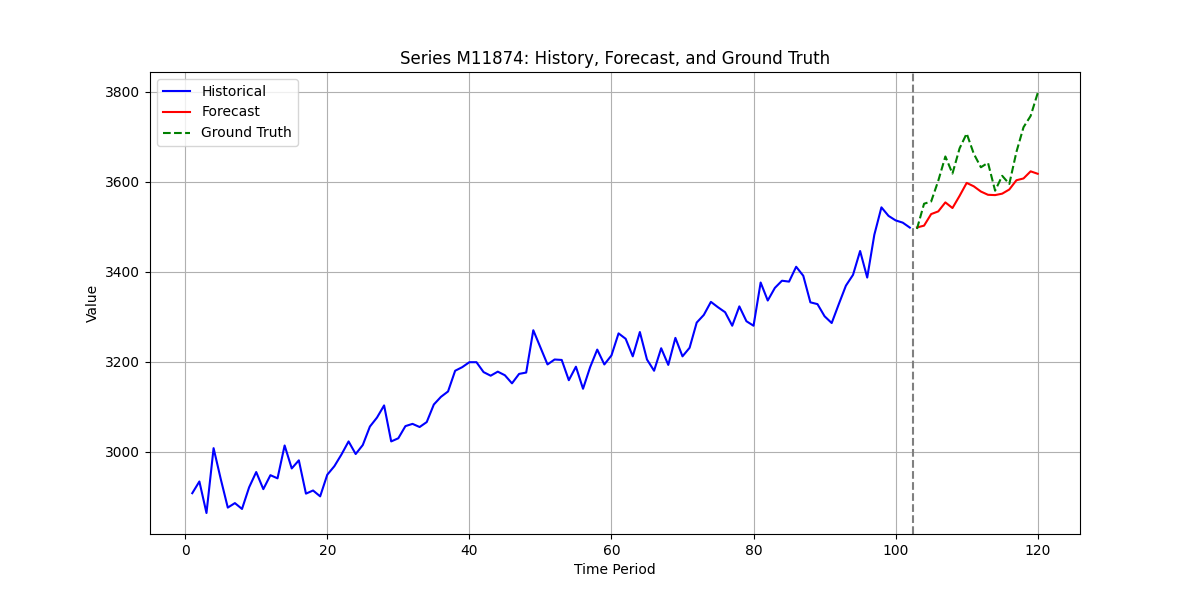 Series M11874: History, Forecast, and Ground Truth
Historical
Forecast
Ground Truth
3800
3600
3400
3200
3000
Value
0 20 40 60 80 100 120
Time Period